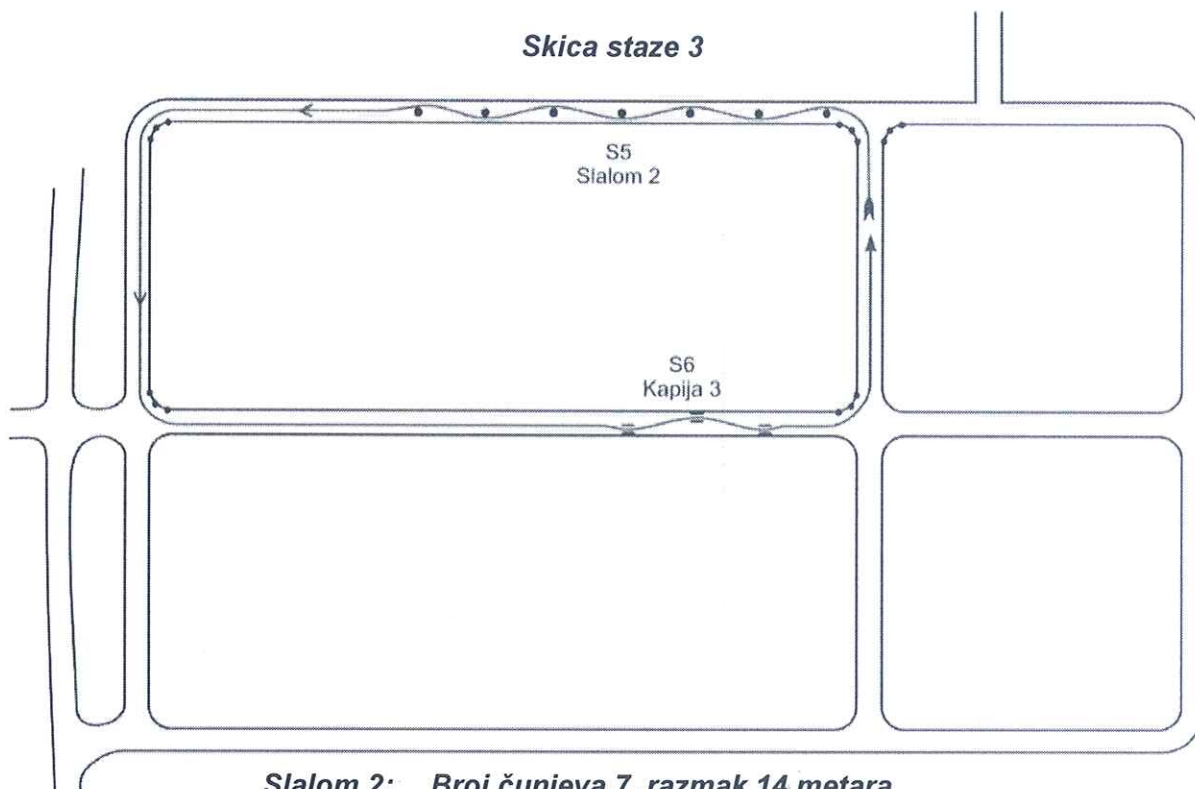 Skica staze 3
S5
Slalom 2
S6
Kapija 3
Slalom 2: Broj čunjeva 7, razmak 14 metara